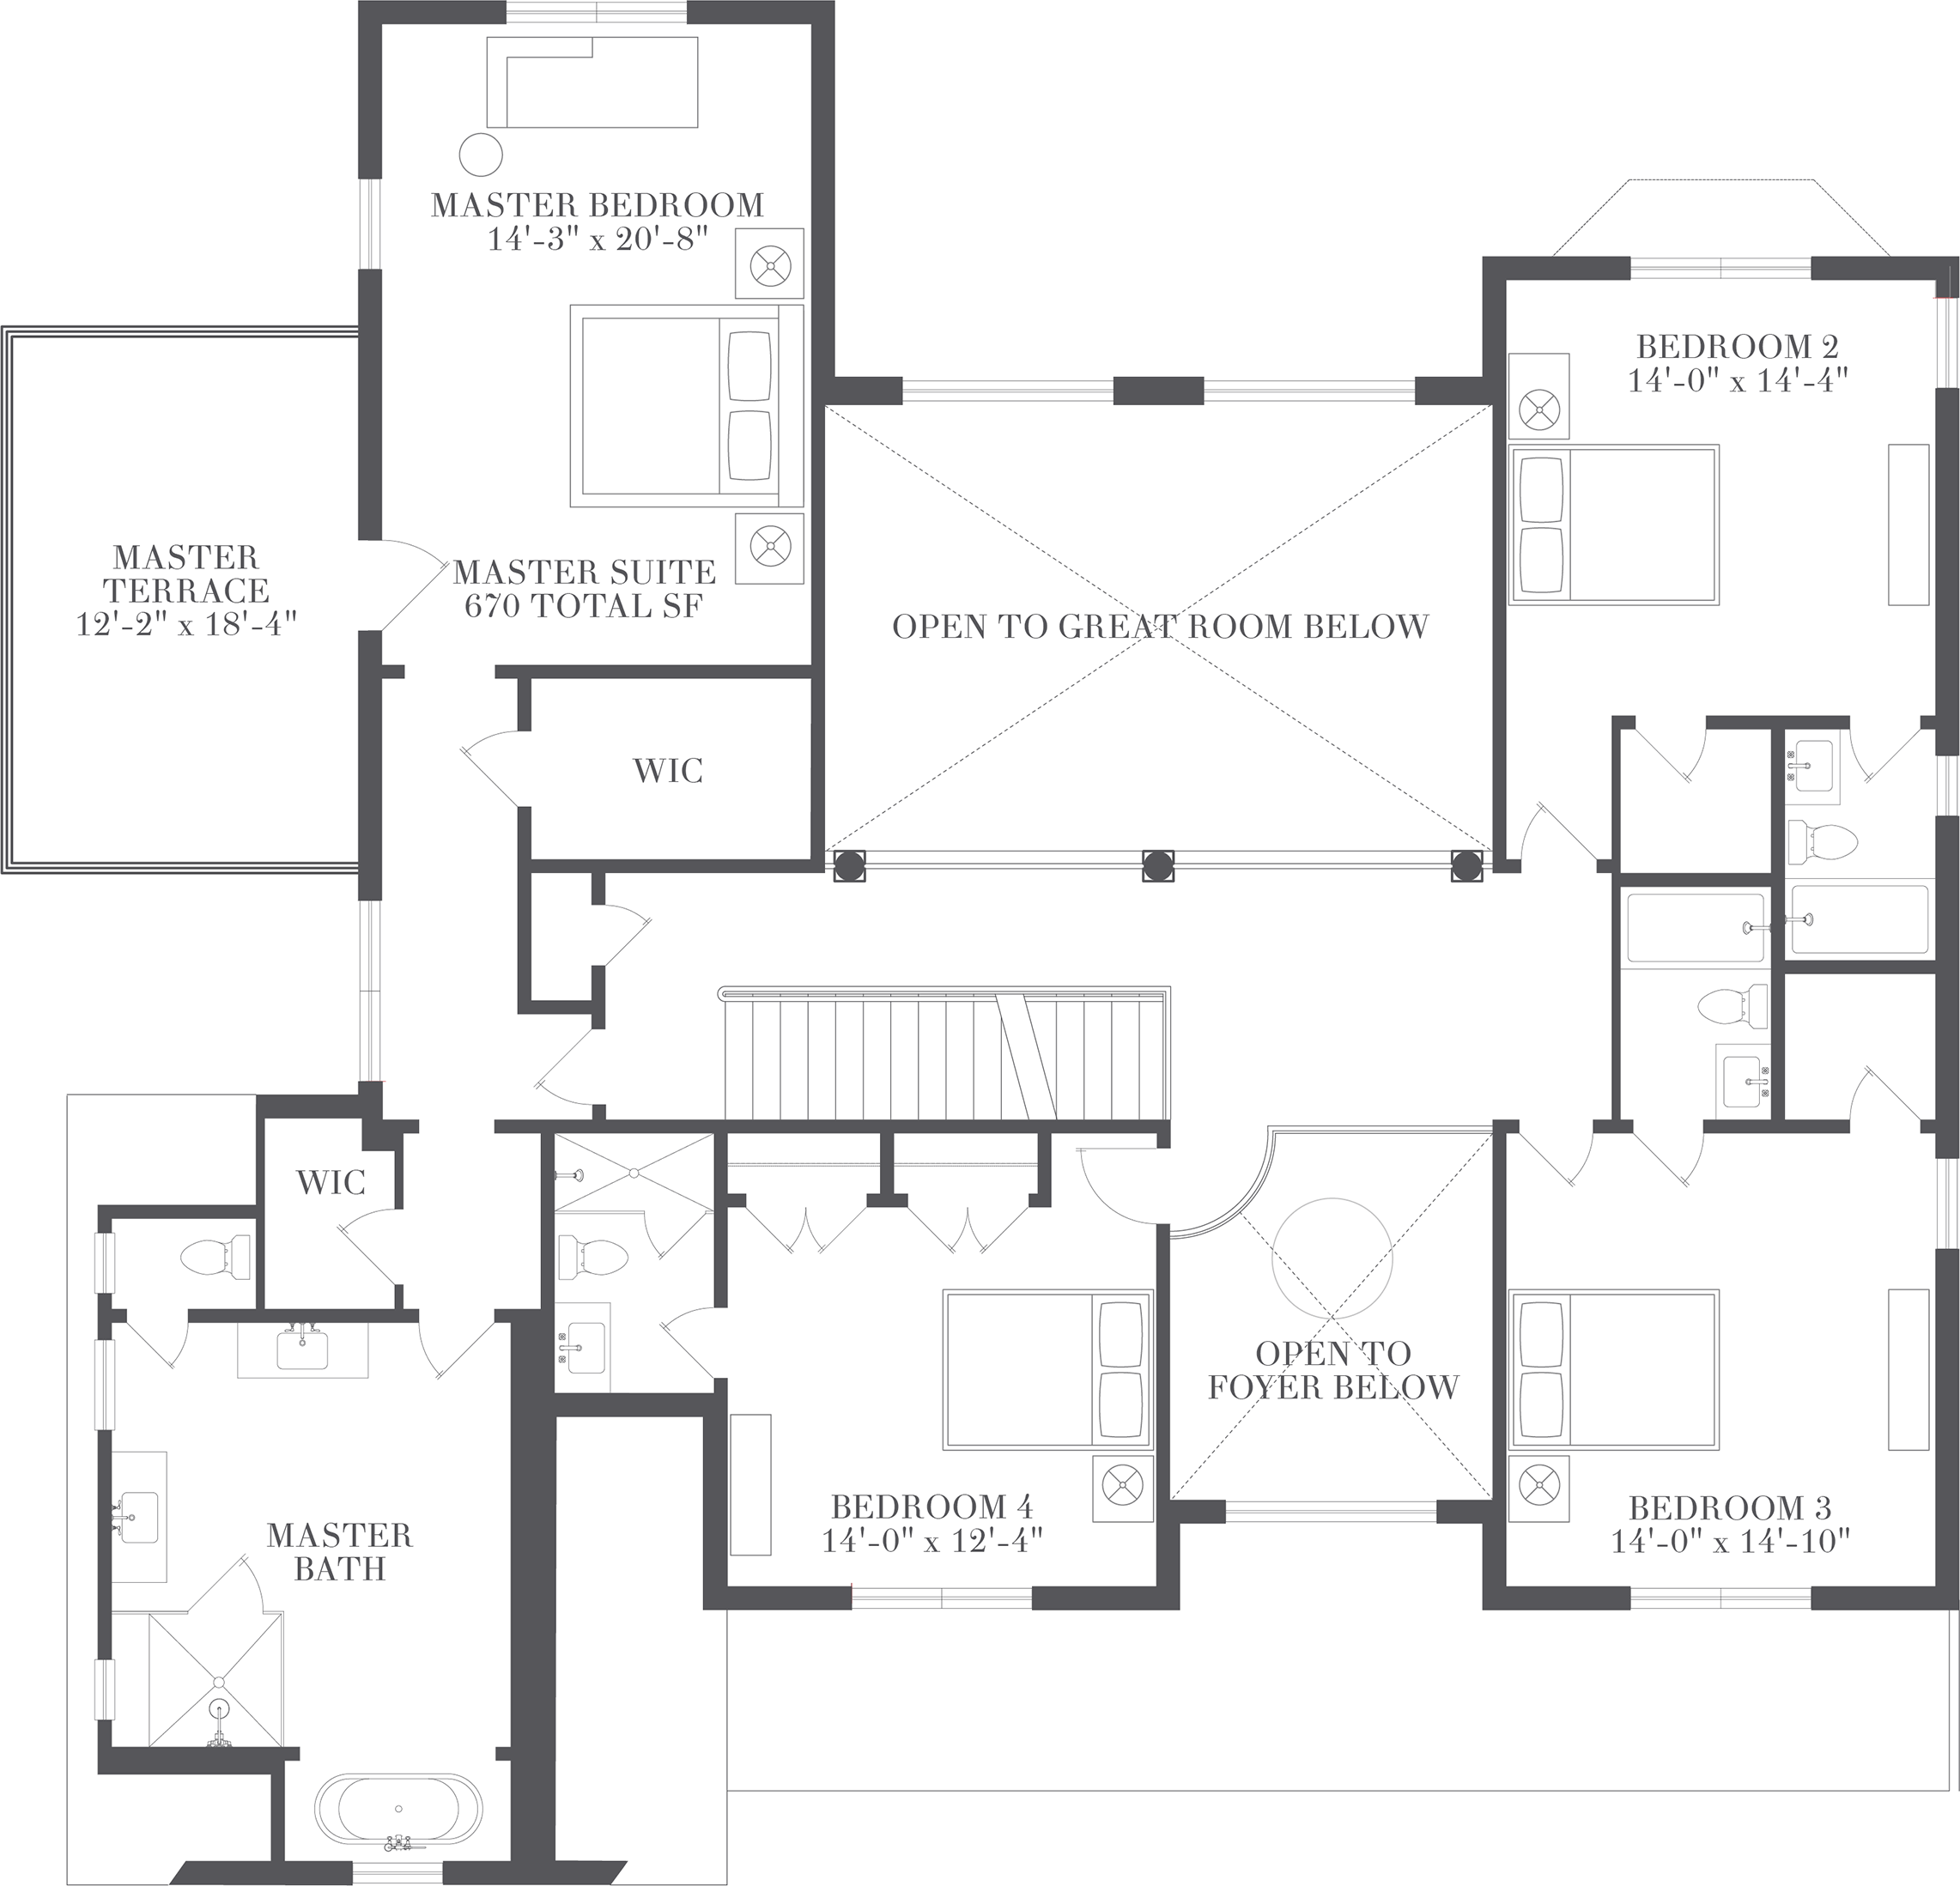 MASTER BEDROOM
14'-3" x 20'-8"
BEDROOM 2
14'-0" x 14'-4"
MASTER
TERRACE
12'-2" x 18'-4"
MASTER SUITE
670 TOTAL SF
OPEN TO GREAT ROOM BELOW
WIC
WIC
OPEN TO
FOYER BELOW
MASTER
BATH
BEDROOM 4
14'-0" x 12'-4"
BEDROOM 3
14'-0" x 14'-10"